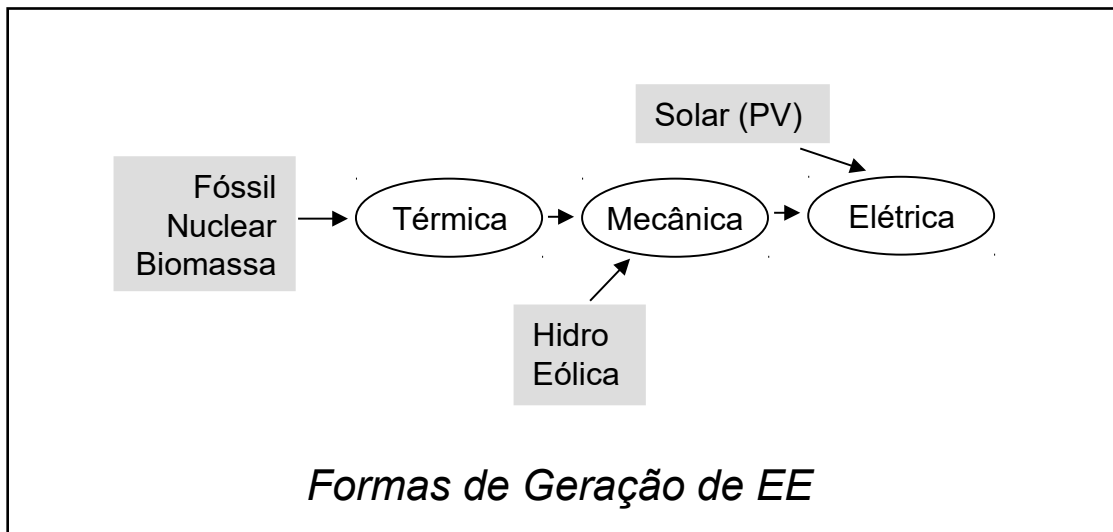 Solar (PV)
Fóssil
Nuclear
Biomassa
Térmica
Mecânica
Elétrica
Hidro
Eólica
Formas de Geração de EE